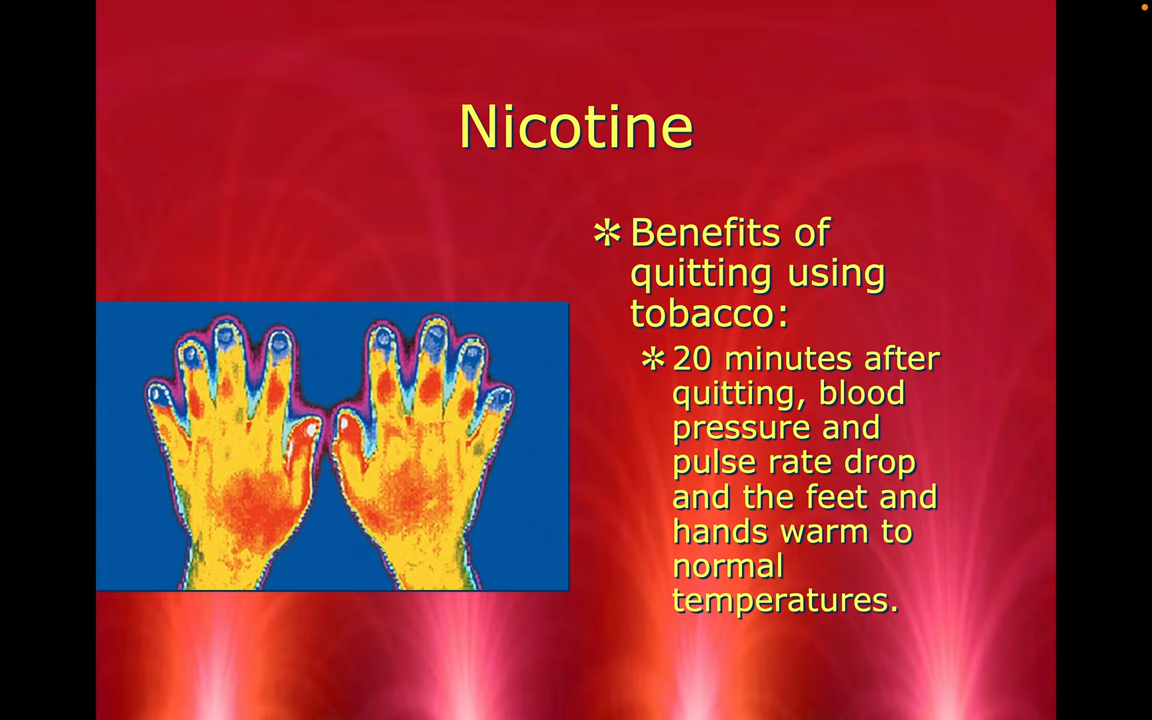 Nicotine
✲ Benefits of
quitting using
tobacco:
✲ 20 minutes after
quitting, blood
pressure and
pulse rate drop
and the feet and
hands warm to
normal
temperatures.